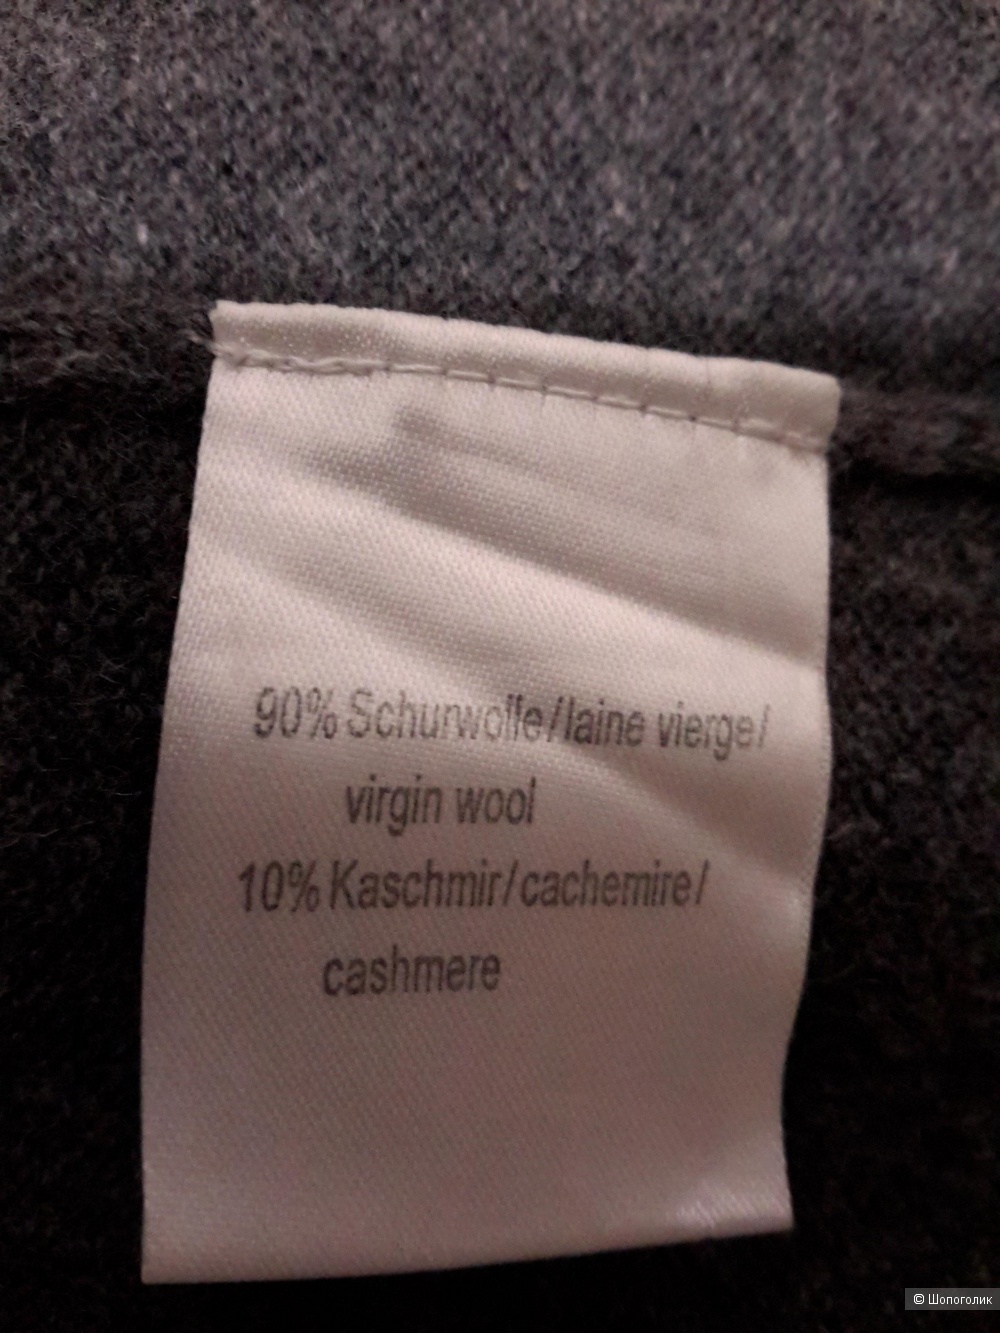 90% Schurwolle/laine vierge/
virgin wool
10% Kaschmir/cachemire/
cashmere
© Шопоголик